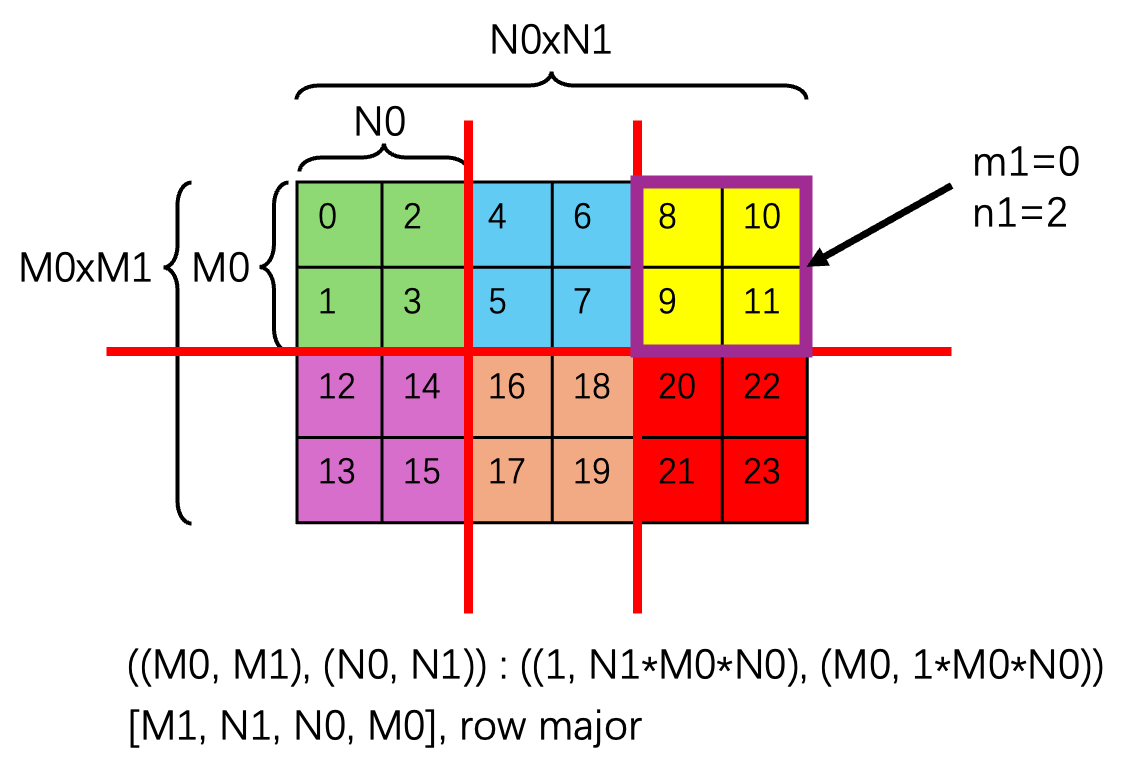 N0xN1
N0
m1=0
n1=2
M0xM1
M0
0 2 4 6 8 10
1 3 5 7 9 11
12 14 16 18 20 22
13 15 17 19 21 23
((M0, M1), (N0, N1)) : ((1, N1*M0*N0), (M0, 1*M0*N0))
[M1, N1, N0, M0], row major